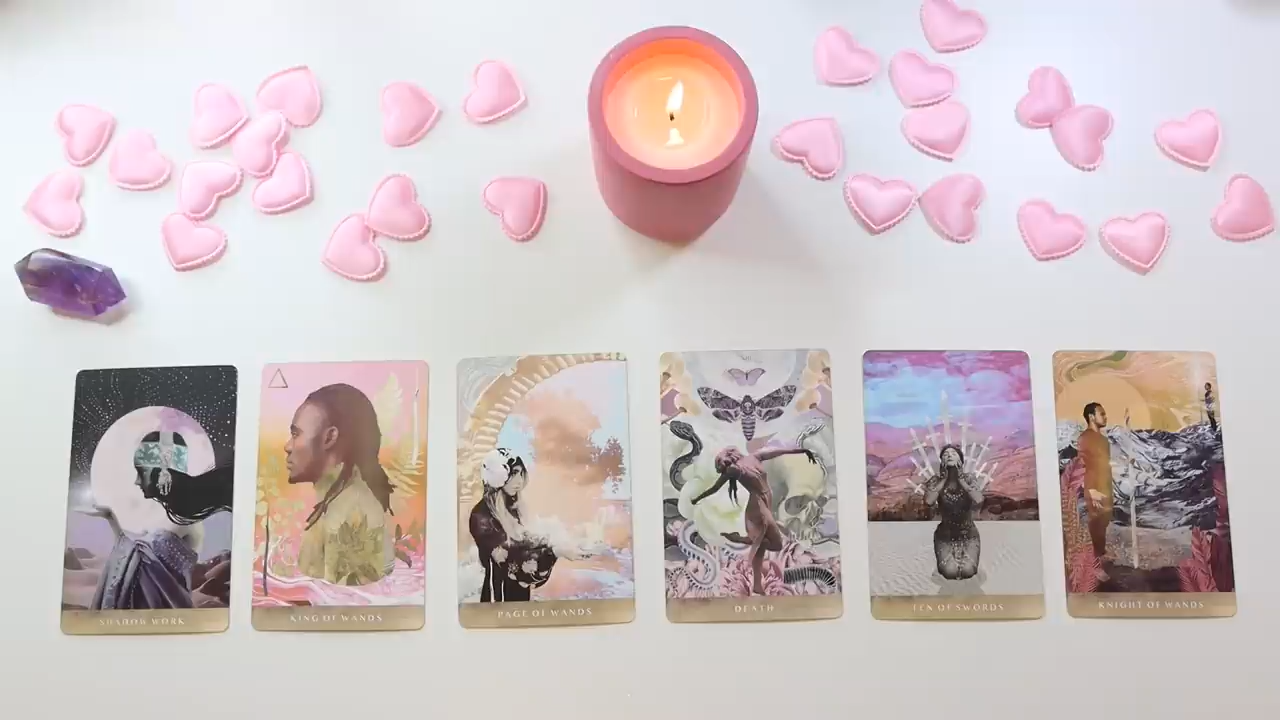 SHADOW WORK
KING OF WANDS
PAGE OF WANDS
DEATH
TEN OF SWORDS
KNIGHT OF WANDS